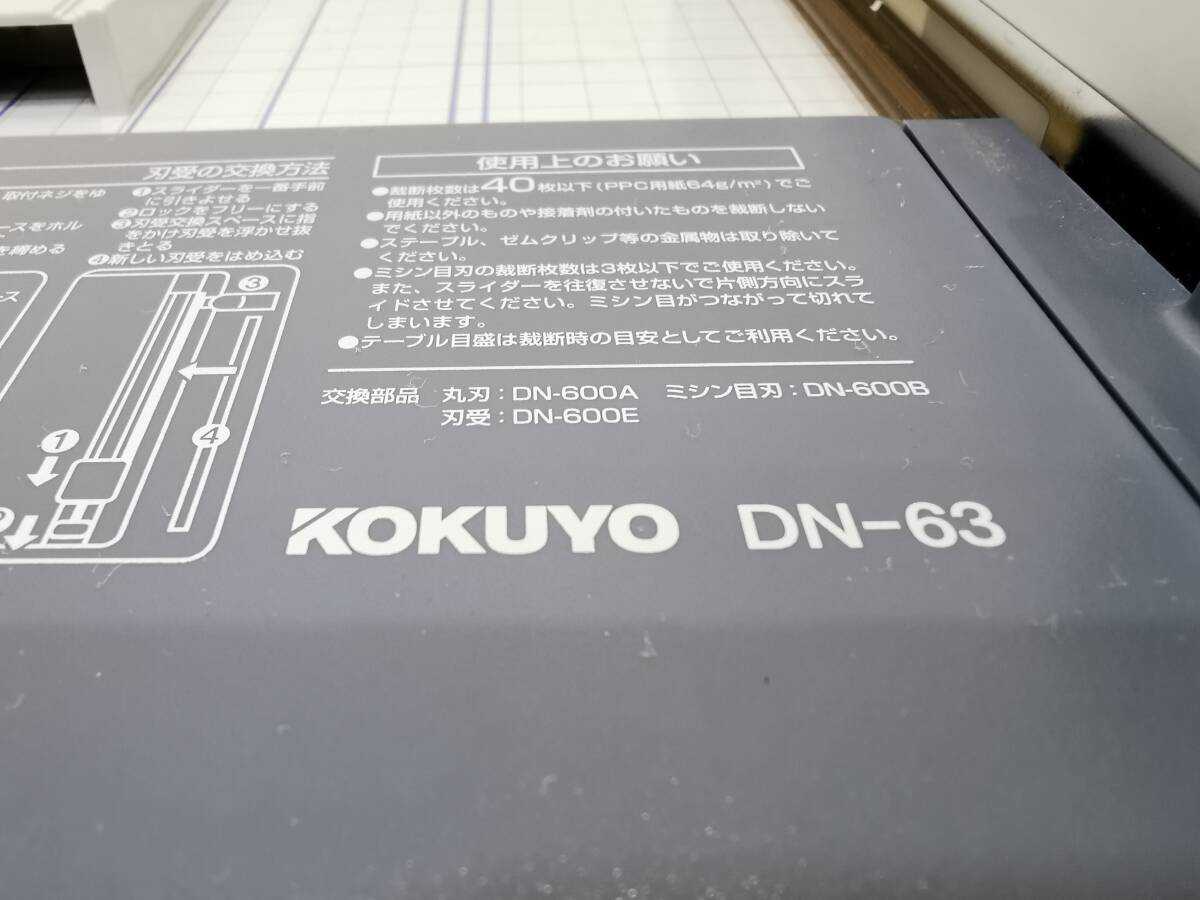 取付ネジをゆ
ースをホル
を締める
ース
刃受の交換方法
❶スライダーを一番手前
に引きよせる
❷ロックをフリーにする
❸刃受交換スペースに指
をかけ刃受を浮かせ抜
きとる
❹新しい刃受をはめ込む
❸
❶
❹
使用上のお願い
●裁断枚数は40枚以下(PPC用紙64g/m²)でご
使用ください。
●用紙以外のものや接着剤の付いたものを裁断しない
でください。
●ステープル、ゼムクリップ等の金属物は取り除いて
ください。
●ミシン目刃の裁断枚数は3枚以下でご使用ください。
また、スライダーを往復させないで片側方向にスラ
イドさせてください。ミシン目がつながって切れて
しまいます。
●テーブル目盛は裁断時の目安としてご利用ください。
交換部品 丸刃:DN-600A ミシン目刃:DN-600B
刃受:DN-600E
KOKUYO DN-63